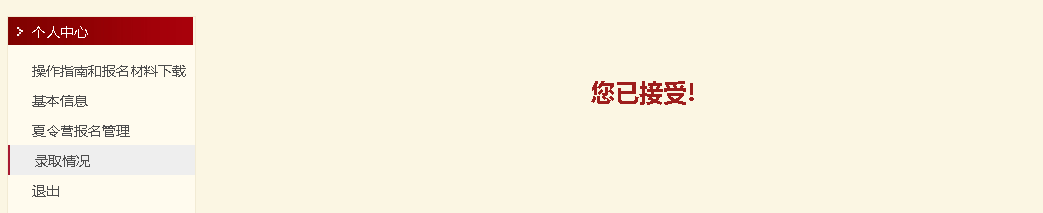 个人中心
操作指南和报名材料下载
基本信息
夏令营报名管理
录取情况
退出
您已接受!